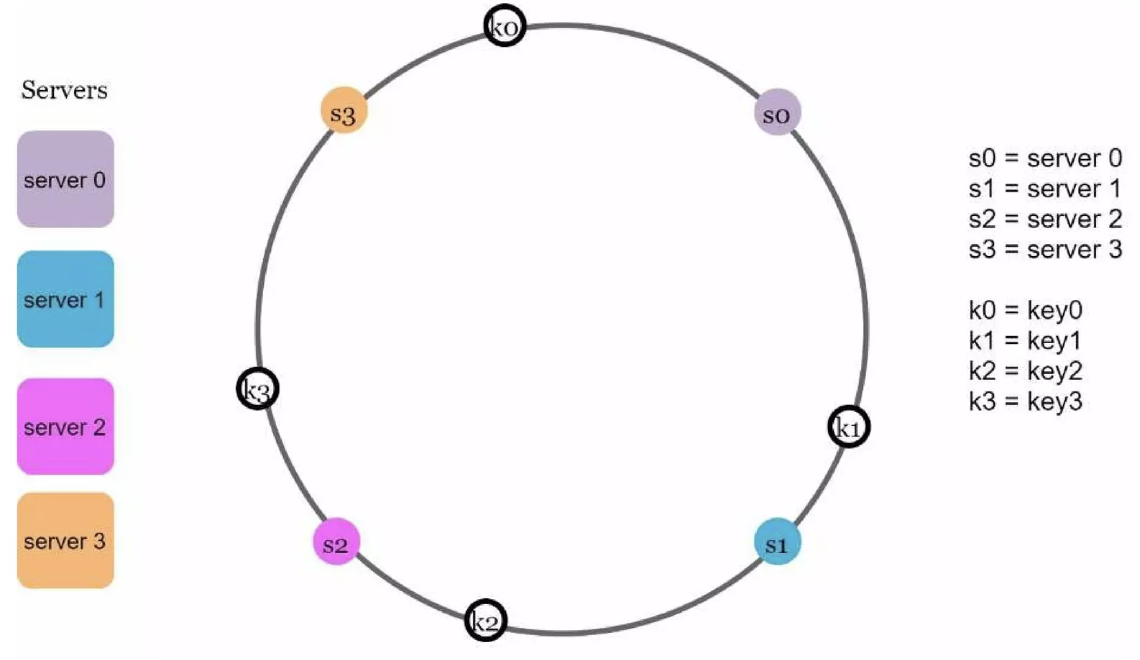 Servers
server 0
server 1
server 2
server 3
k0
s3
s0
k3
k1
s2
s1
k2
s0 = server 0
s1 = server 1
s2 = server 2
s3 = server 3
k0 = key0
k1 = key1
k2 = key2
k3 = key3